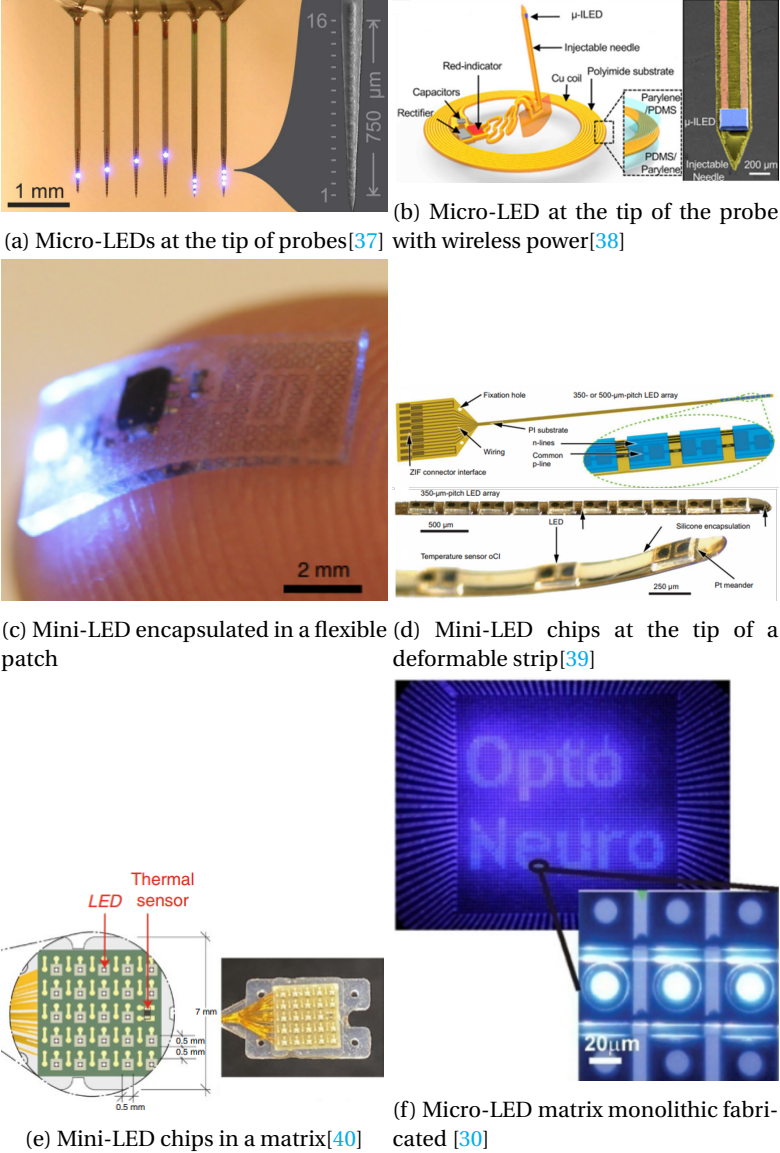 16
750 µm
1
1 mm
(a) Micro-LEDs at the tip of probes[37]
μ-ILED
Injectable needle
Red-indicator
Cu coil
Polyimide substrate
Capacitors
Rectifier
Parylene
/PDMS
PDMS/
Parylene
μ-ILED
Injectable
Needle
200 μm
(b) Micro-LED at the tip of the probe
with wireless power[38]
2 mm
(c) Mini-LED encapsulated in a flexible
patch
Fixation hole
350- or 500-µm-pitch LED array
PI substrate
Wiring
n-lines
Common
p-line
ZIF connector interface
350-µm-pitch LED array
500 µm
LED
Silicone encapsulation
Temperature sensor oCI
Pt meander
250 µm
(d) Mini-LED chips at the tip of a
deformable strip[39]
Thermal
sensor
LED
7 mm
0.5 mm
0.5 mm
0.5 mm
(e) Mini-LED chips in a matrix[40]
Opto
Neuro
20µm
(f) Micro-LED matrix monolithic fabri-
cated [30]